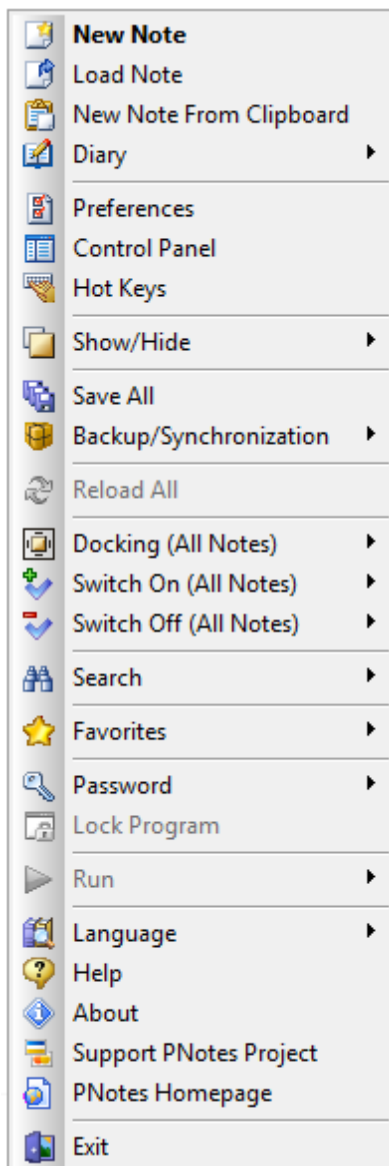 New Note
Load Note
New Note From Clipboard
Diary
Preferences
Control Panel
Hot Keys
Show/Hide
Save All
Backup/Synchronization
Reload All
Docking (All Notes)
Switch On (All Notes)
Switch Off (All Notes)
Search
Favorites
Password
Lock Program
Run
Language
Help
About
Support PNotes Project
PNotes Homepage
Exit